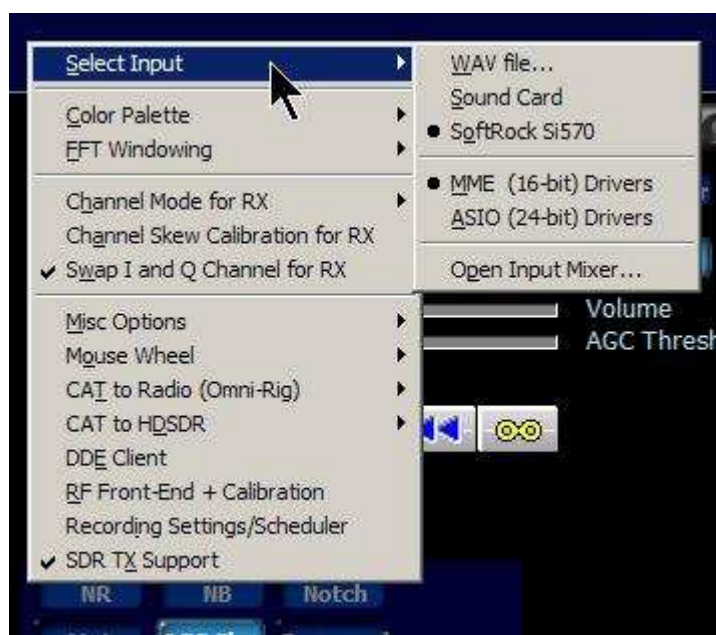 Select Input
Color Palette
FFT Windowing
Channel Mode for RX
Channel Skew Calibration for RX
Swap I and Q Channel for RX
Misc Options
Mouse Wheel
CAT to Radio (Omni-Rig)
CAT to HDSDR
DDE Client
RF Front-End + Calibration
Recording Settings/Scheduler
SDR TX Support
WAV file...
Sound Card
SoftRock Si570
MME (16-bit) Drivers
ASIO (24-bit) Drivers
Open Input Mixer...
Volume
AGC Thresh
NR NB Notch